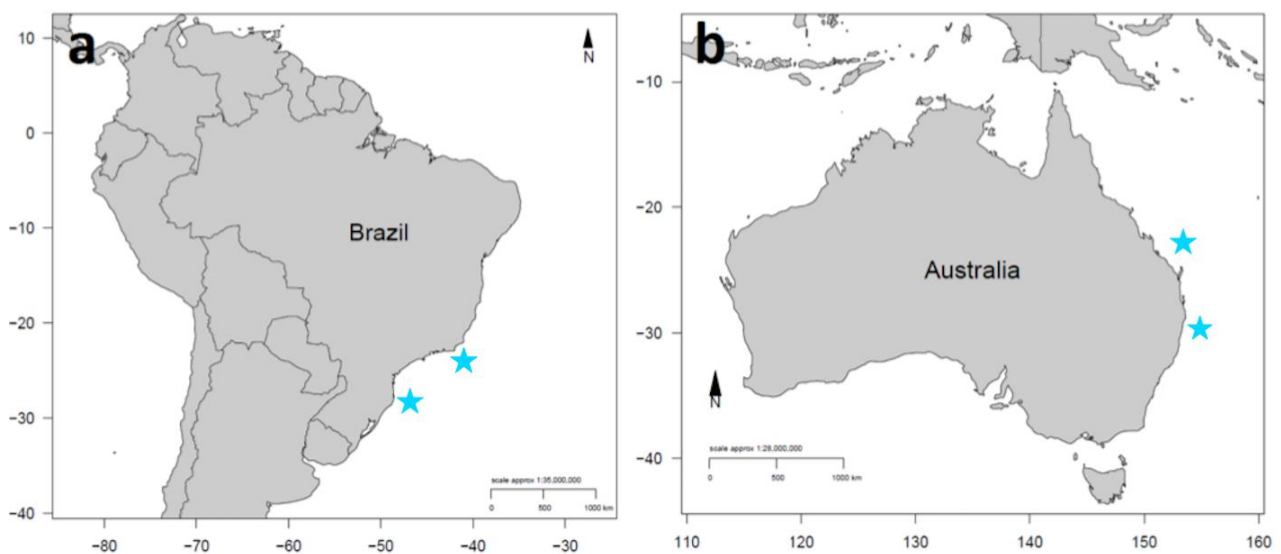 a
N
10
0
−10
−20
−30
−40
Brazil
scale approx 1:35,000,000
0 500 1000 km
−80 −70 −60 −50 −40 −30
b
−10
−20
−30
−40
Australia
N
scale approx 1:28,000,000
0 500 1000 km
110 120 130 140 150 160